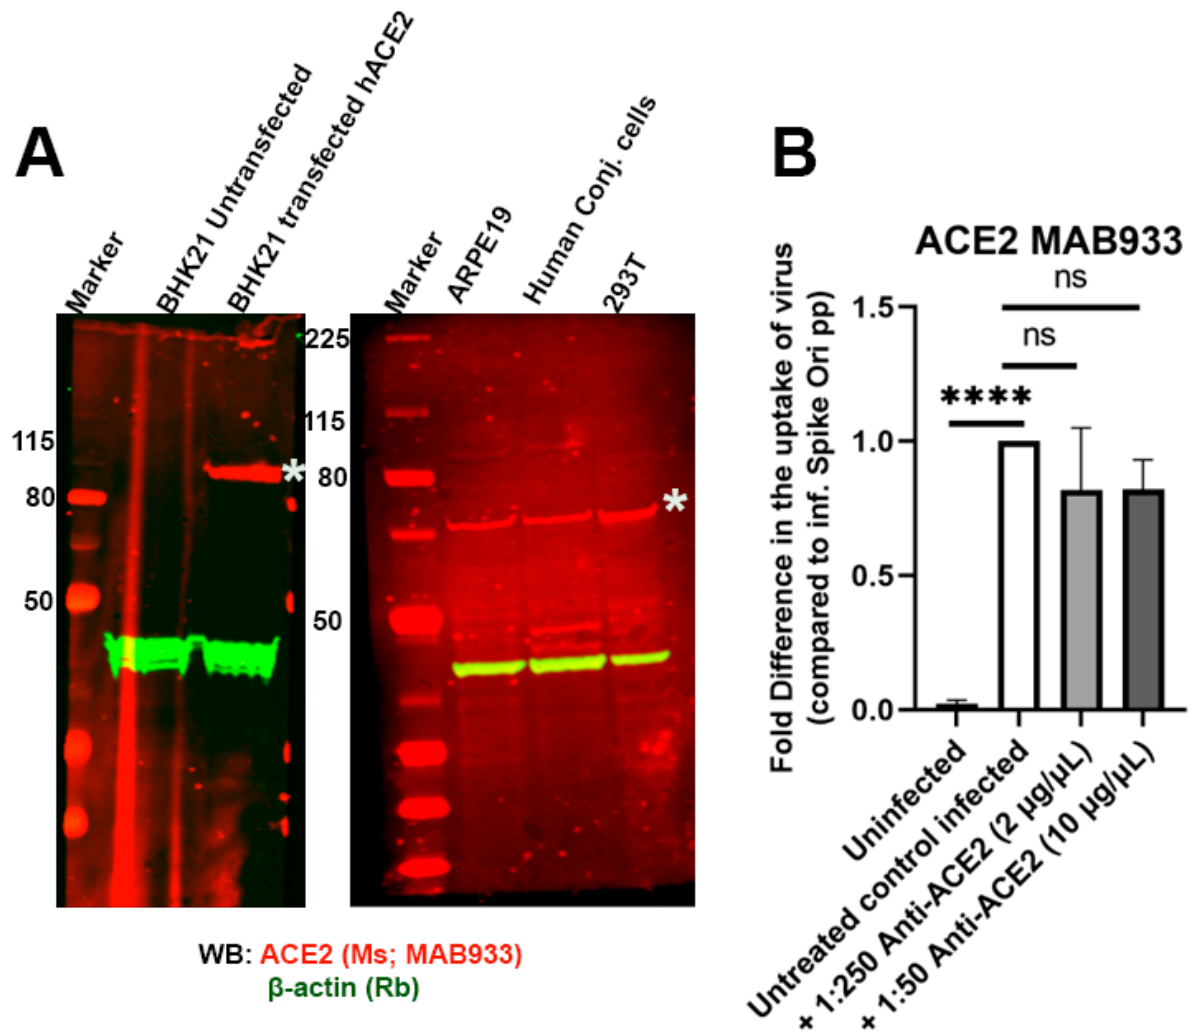 A
Marker
BHK21 Untransfected
BHK21 transfected hACE2
115
80
50
*
Marker
ARPE19
Human Conj. cells
293T
225
115
80
50
*
WB: ACE2 (Ms; MAB933)
β-actin (Rb)
B
ACE2 MAB933
Fold Difference in the uptake of virus
(compared to inf. Spike Ori pp)
1.5
1.0
0.5
0.0
ns
ns
****
Uninfected
Untreated control infected
+ 1:250 Anti-ACE2 (2 µg/µL)
+ 1:50 Anti-ACE2 (10 µg/µL)